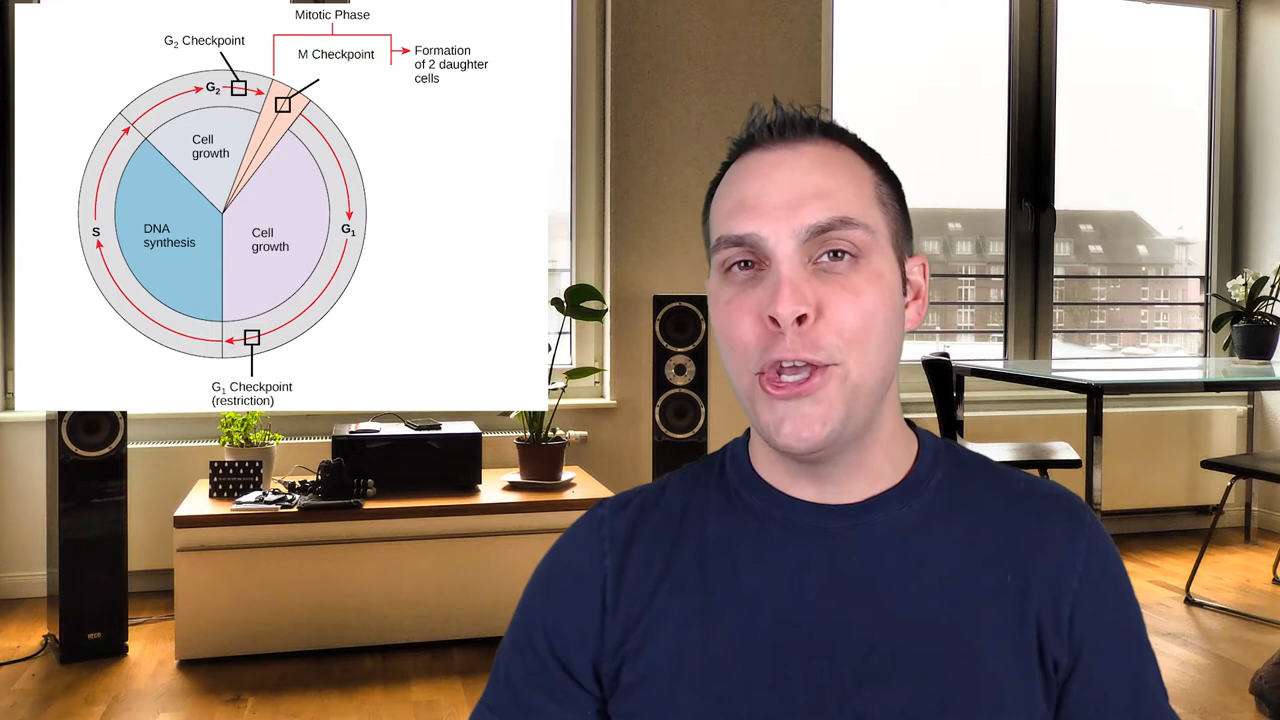 Mitotic Phase
G₂ Checkpoint
M Checkpoint
Formation
of 2 daughter
cells
G₂
Cell
growth
S
DNA
synthesis
Cell
growth
G₁
G₁ Checkpoint
(restriction)
HECO